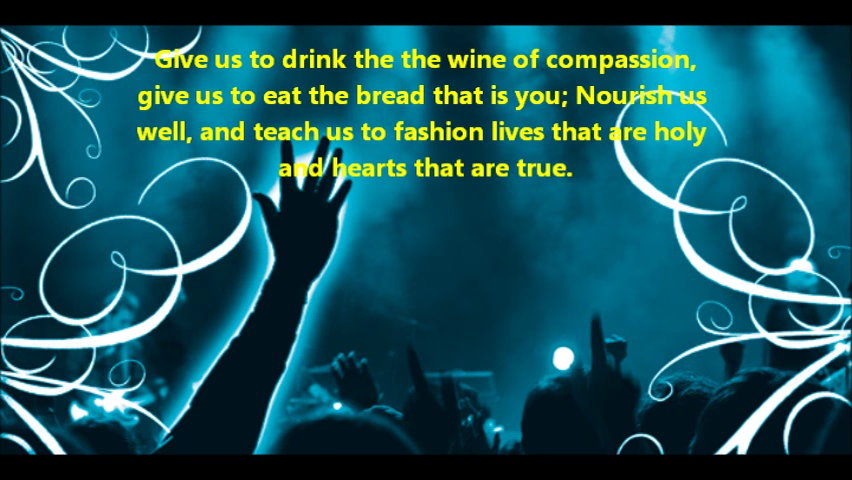 Give us to drink the the wine of compassion,
give us to eat the bread that is you; Nourish us
well, and teach us to fashion lives that are holy
and hearts that are true.